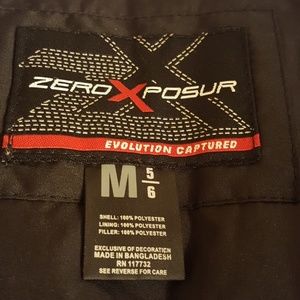 ZEROXPOSUR
EVOLUTION CAPTURED
M 5/6
SHELL: 100% POLYESTER
LINING: 100% POLYESTER
FILLER: 100% POLYESTER
EXCLUSIVE OF DECORATION
MADE IN BANGLADESH
RN 117732
SEE REVERSE FOR CARE